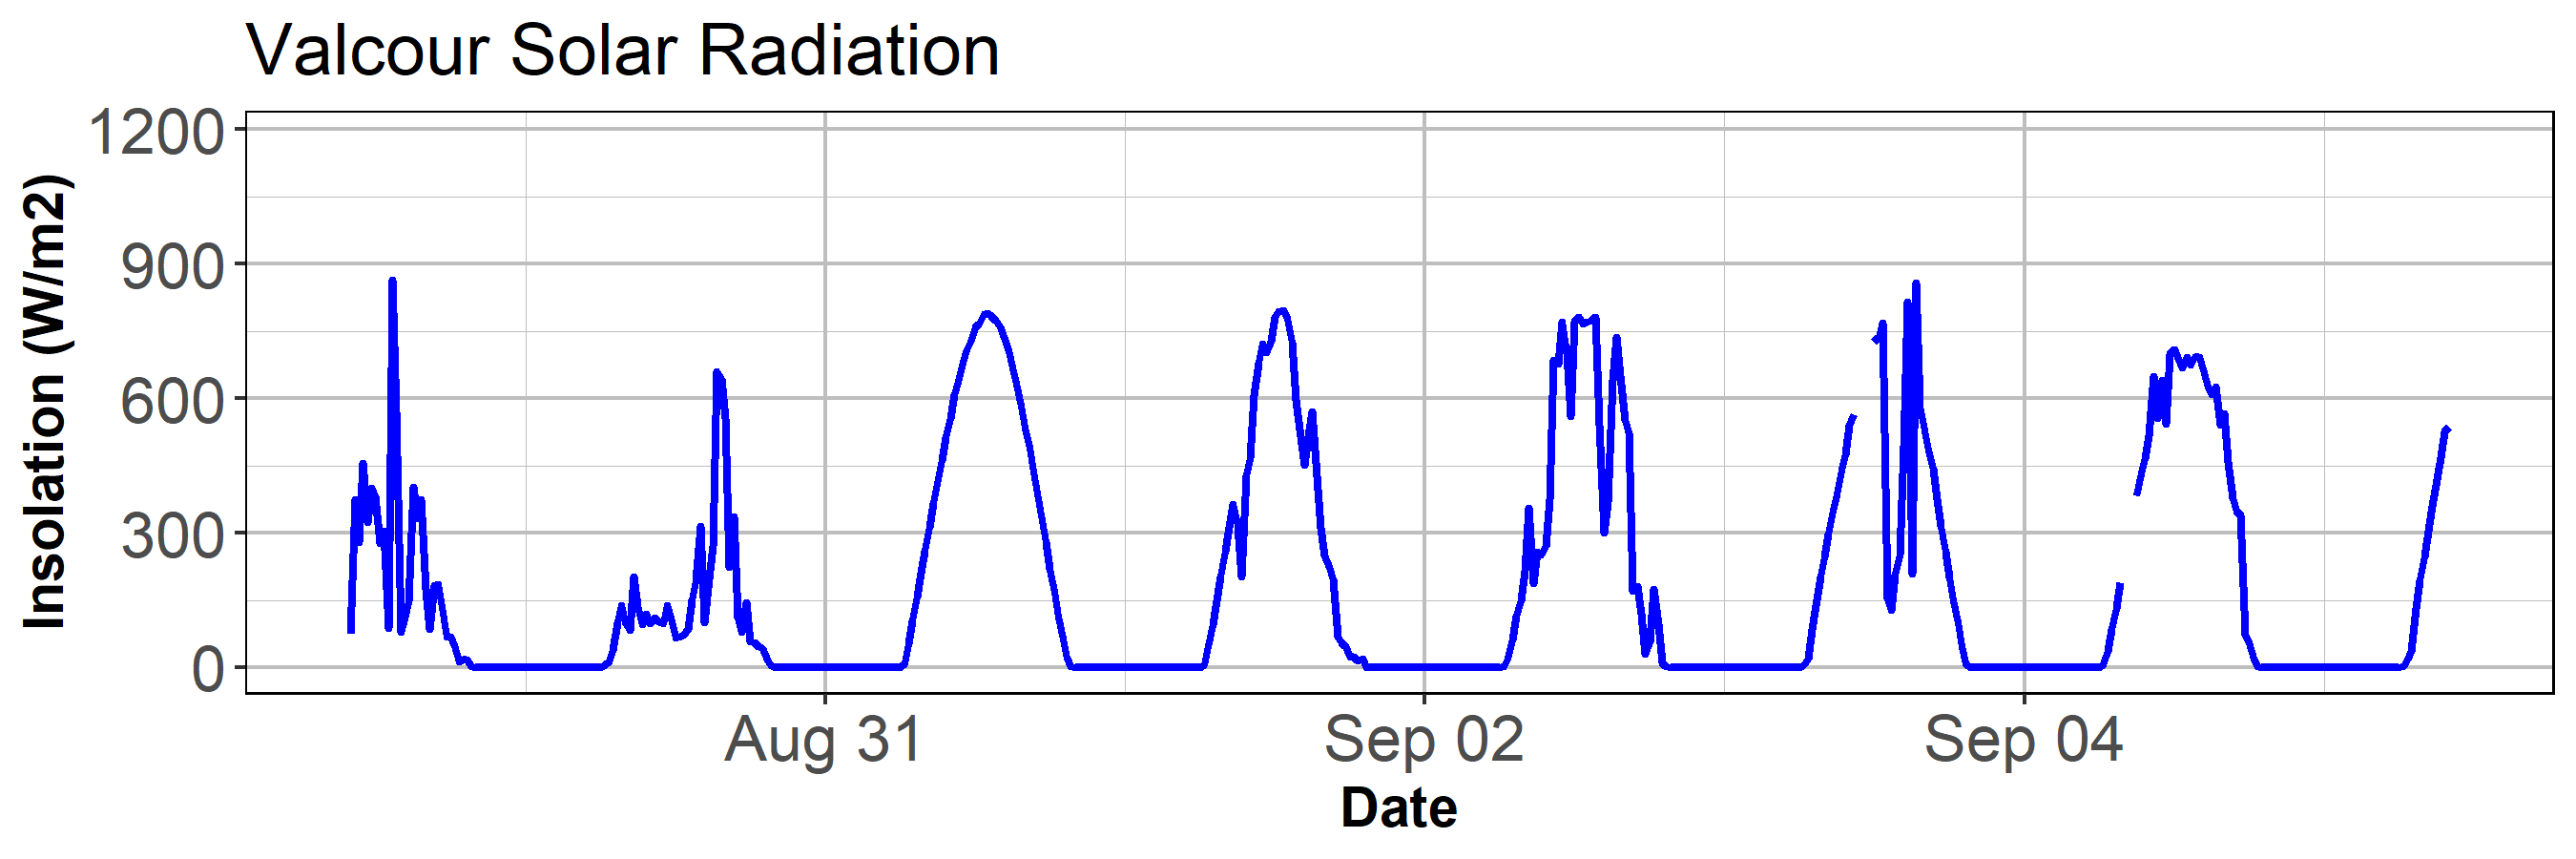 Valcour Solar Radiation
1200
900
600
300
0
Insolation (W/m2)
Aug 31 Sep 02 Sep 04
Date